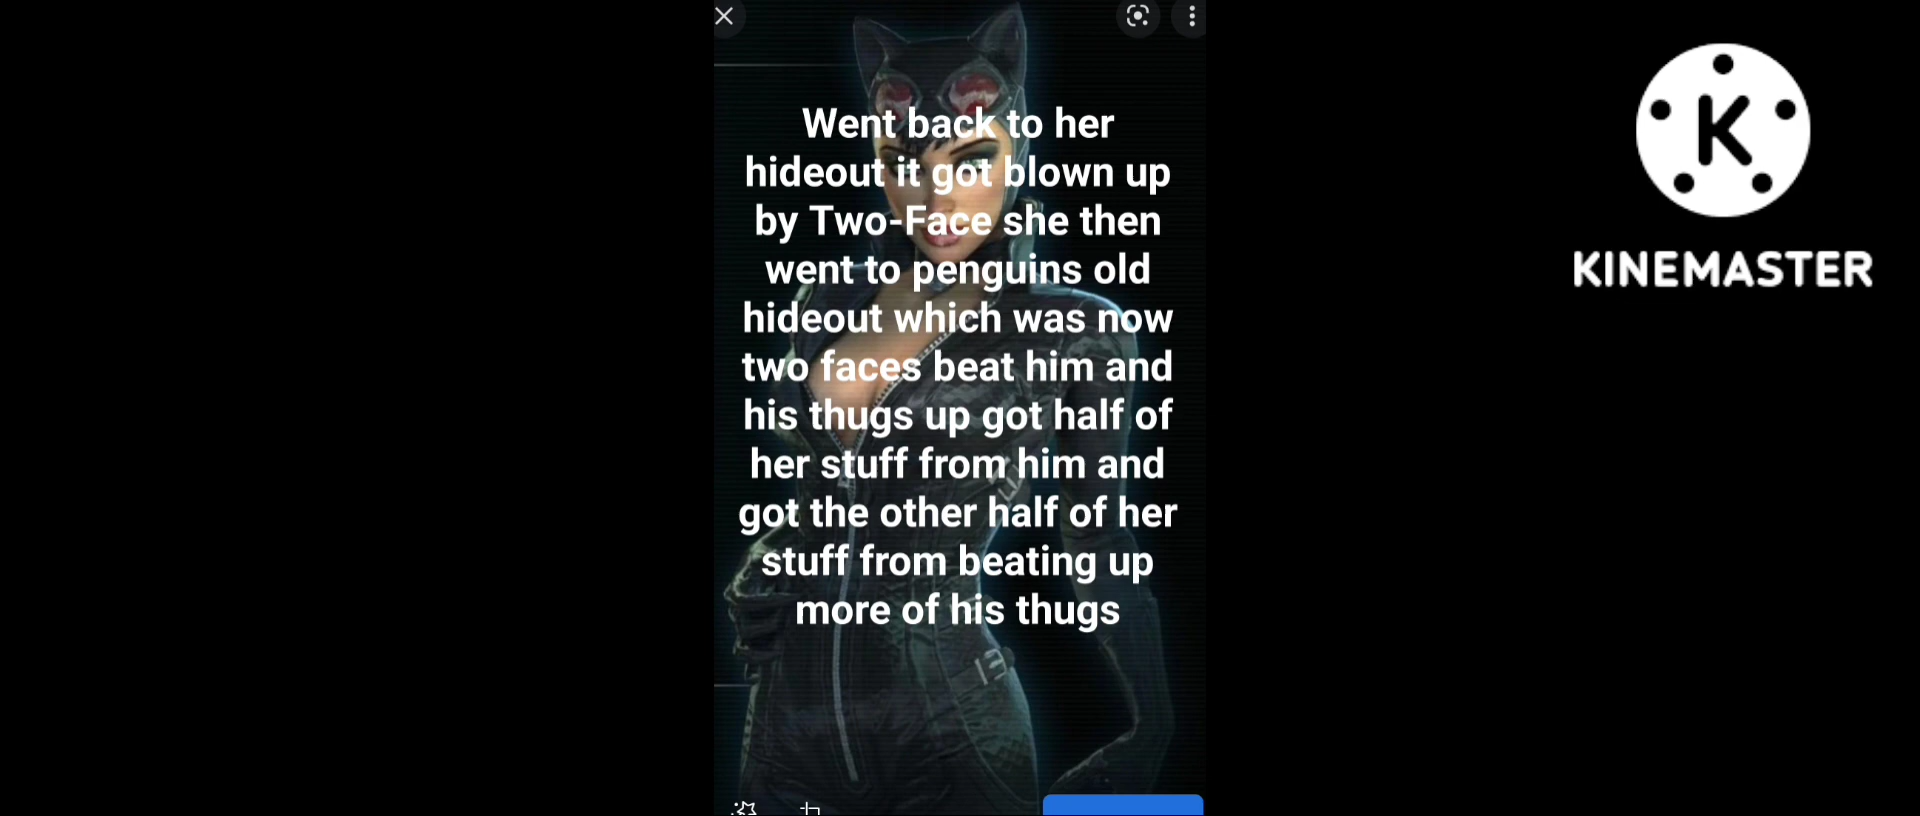 Went back to her
hideout it got blown up
by Two-Face she then
went to penguins old
hideout which was now
two faces beat him and
his thugs up got half of
her stuff from him and
got the other half of her
stuff from beating up
more of his thugs
K
KINEMASTER